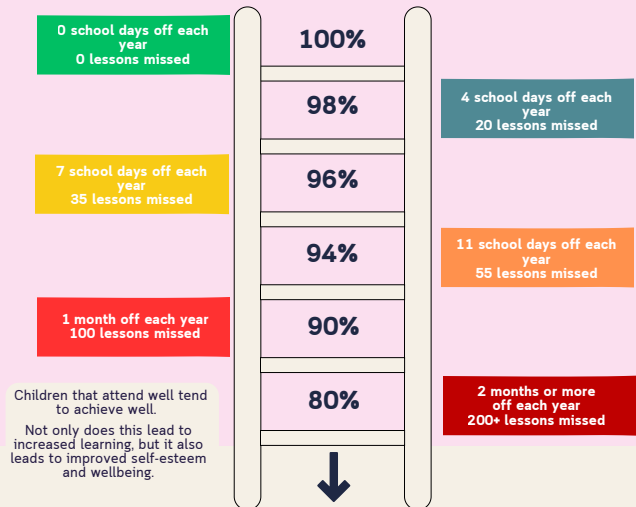 0 school days off each
year
0 lessons missed
100%
98%
4 school days off each
year
20 lessons missed
7 school days off each
year
35 lessons missed
96%
94%
11 school days off each
year
55 lessons missed
1 month off each year
100 lessons missed
90%
80%
2 months or more
off each year
200+ lessons missed
Children that attend well tend
to achieve well.
Not only does this lead to
increased learning, but it also
leads to improved self-esteem
and wellbeing.